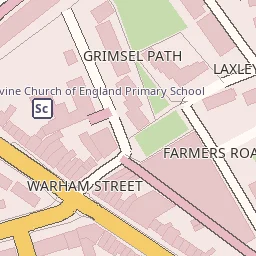 GRIMSEL PATH
LAXLEY
vine Church of England Primary School
Sc
FARMERS ROA
WARHAM STREET